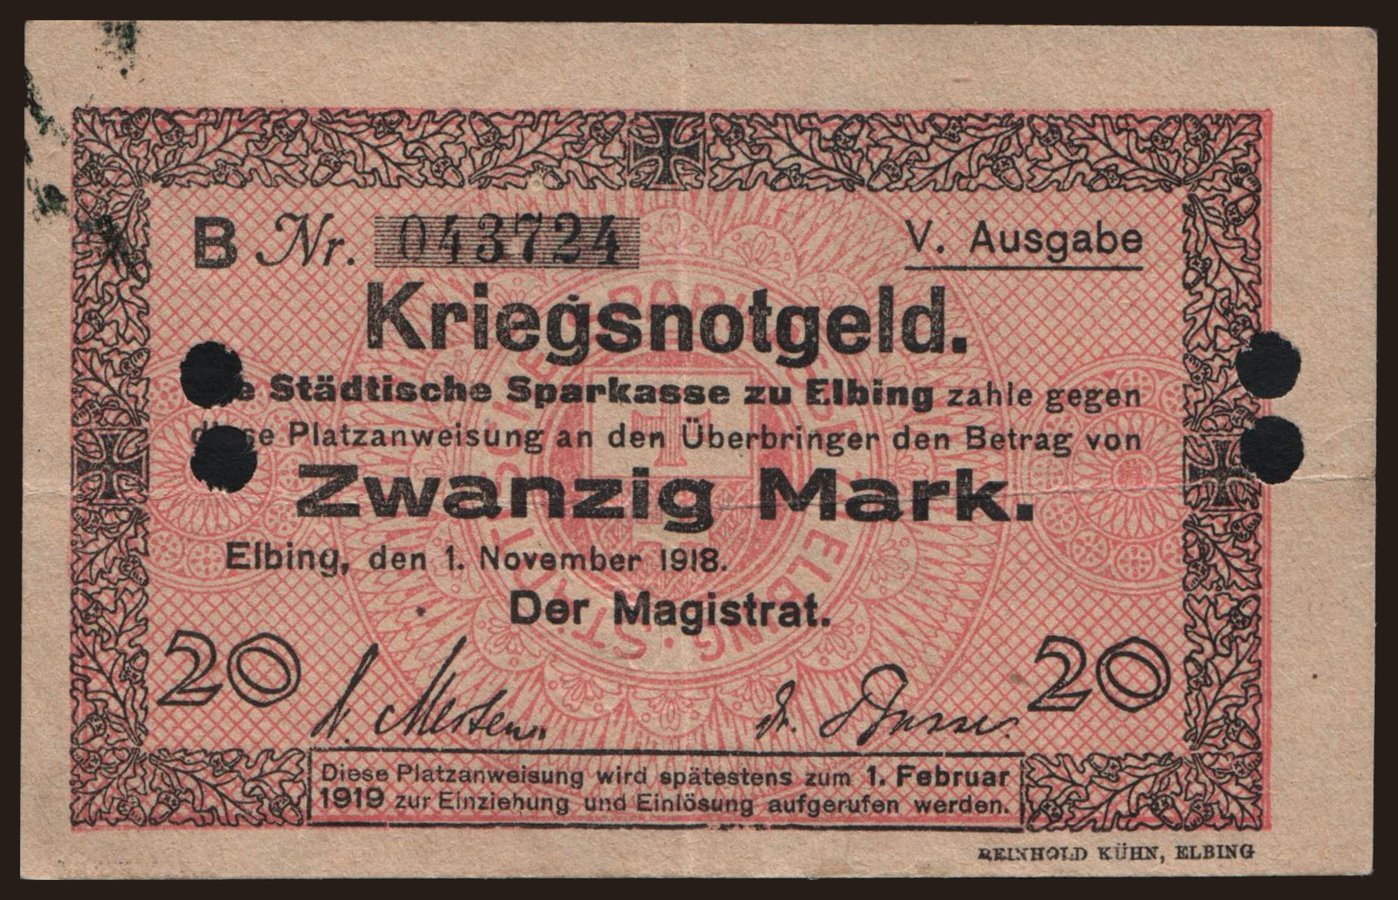 B Nr. 043724
V. Ausgabe
Kriegsnotgeld.
Städtische Sparkasse zu Elbing zahle gegen
Platzanweisung an den Überbringer den Betrag von
Zwanzig Mark.
Elbing, den 1. November 1918.
Der Magistrat.
20 20
Diese Platzanweisung wird spätestens zum 1. Februar
1919 zur Einziehung und Einlösung aufgerufen werden.
REINHOLD KÜHN, ELBING